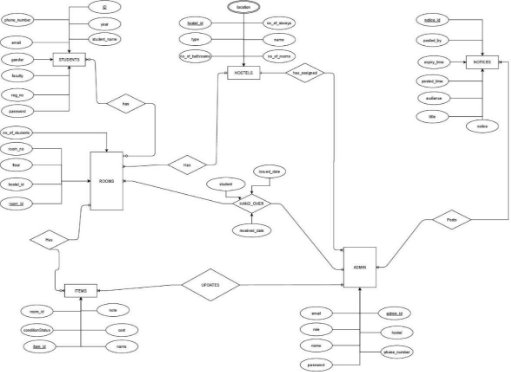 location
ID
phone_number
year
student_name
email
gender
faculty
reg_no
password
STUDENTS
hostel_id
no_of_always
type
name
no_of_bathrooms
no_of_rooms
HOSTELS
has_assigned
notice_id
posted_by
expiry_time
posted_time
audience
title
notice
NOTICES
has
no_of_students
room_no
floor
hostel_id
room_id
ROOMS
Has
student
issued_date
HAND_OVER
received_date
Posts
Has
ADMIN
ITEMS
UPDATES
room_id
note
conditionStatus
cost
item_id
name
email
admin_id
role
hostel
name
phone_number
password